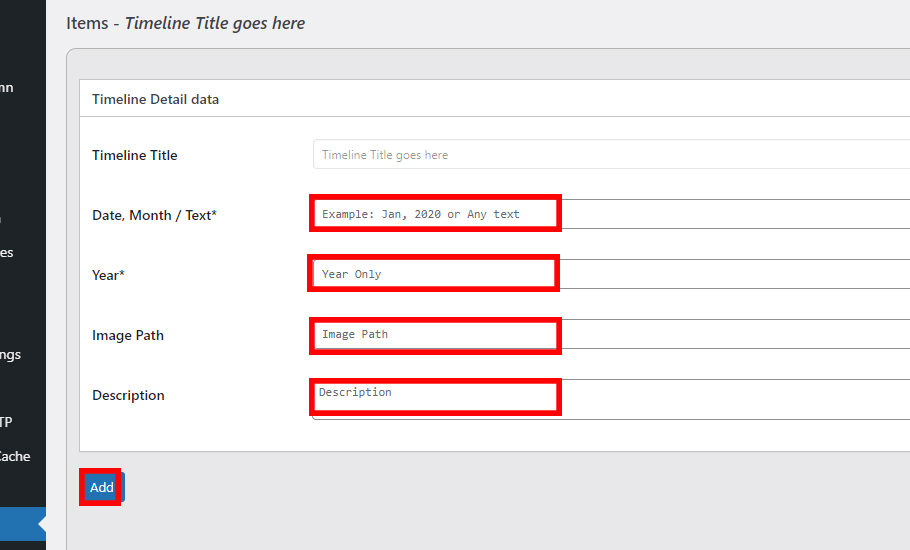 Items - Timeline Title goes here
Timeline Detail data
Timeline Title
Timeline Title goes here
Date, Month / Text*
Example: Jan, 2020 or Any text
Year*
Year Only
Image Path
Image Path
Description
Description
Add
mn
es
ngs
TP
Cache